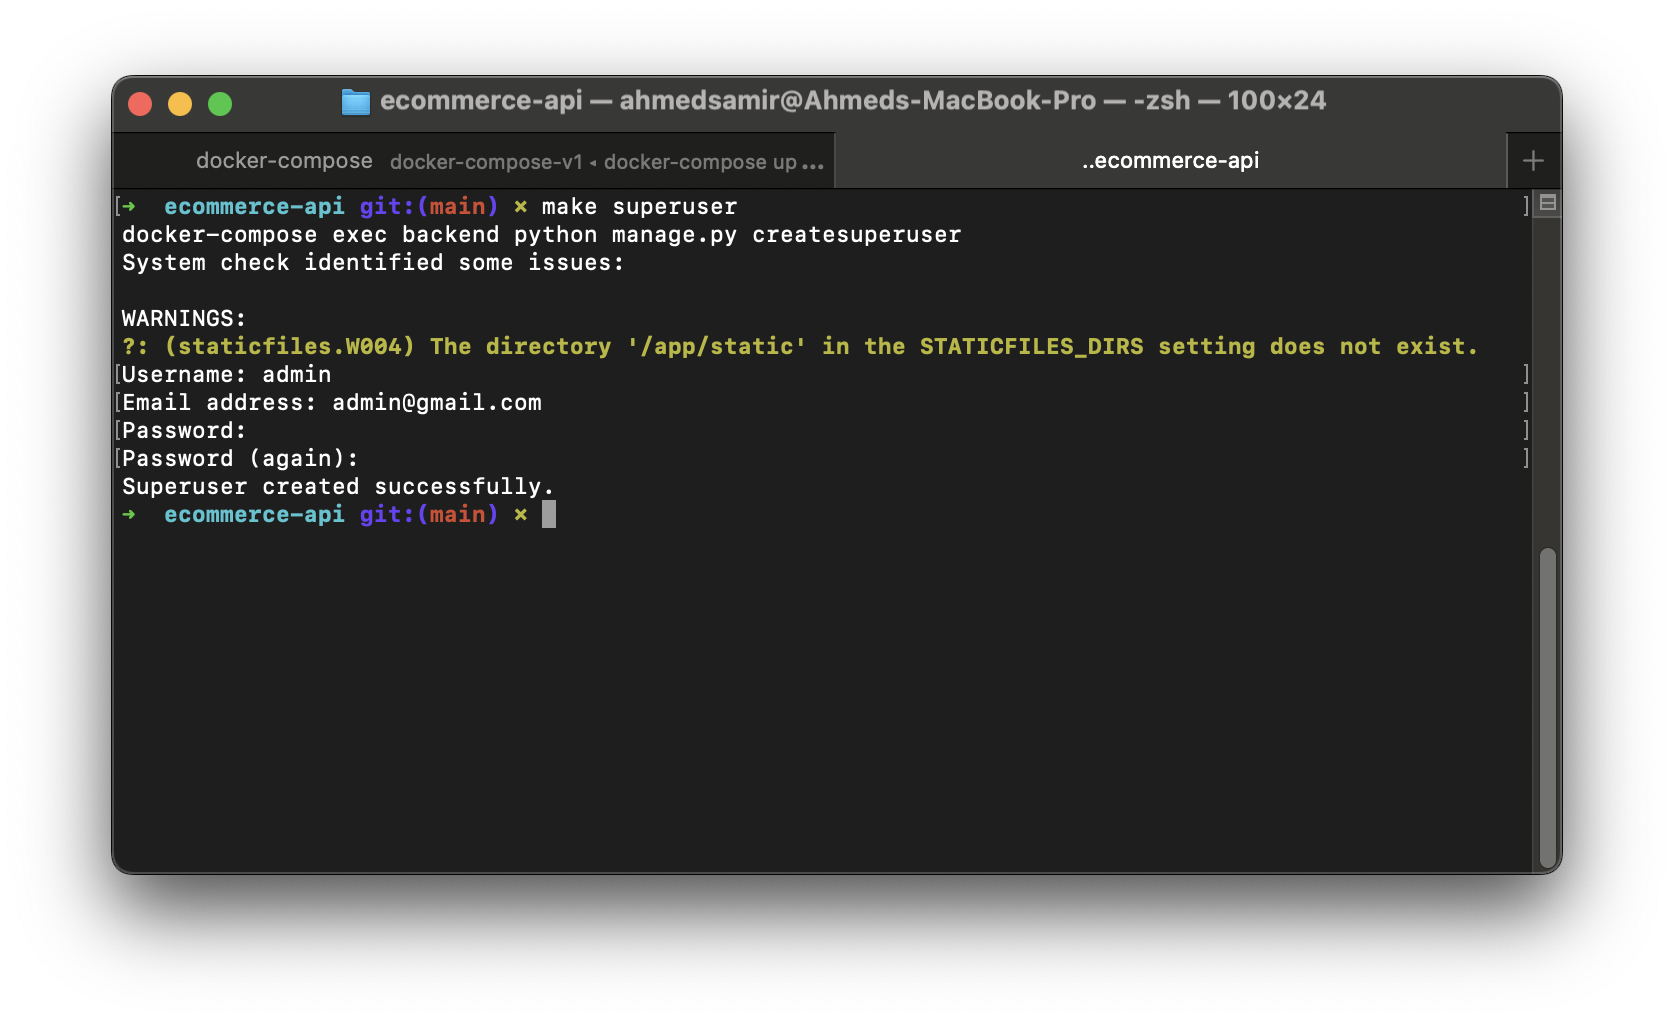 ecommerce-api — ahmedsamir@Ahmeds-MacBook-Pro — -zsh — 100×24
docker-compose docker-compose-v1 ◂ docker-compose up ...
..ecommerce-api
+
[➜ ecommerce-api git:(main) ✗ make superuser ]
docker-compose exec backend python manage.py createsuperuser
System check identified some issues:
WARNINGS:
?: (staticfiles.W004) The directory '/app/static' in the STATICFILES_DIRS setting does not exist.
[Username: admin ]
[Email address: admin@gmail.com ]
[Password: ]
[Password (again): ]
Superuser created successfully.
➜ ecommerce-api git:(main) ✗